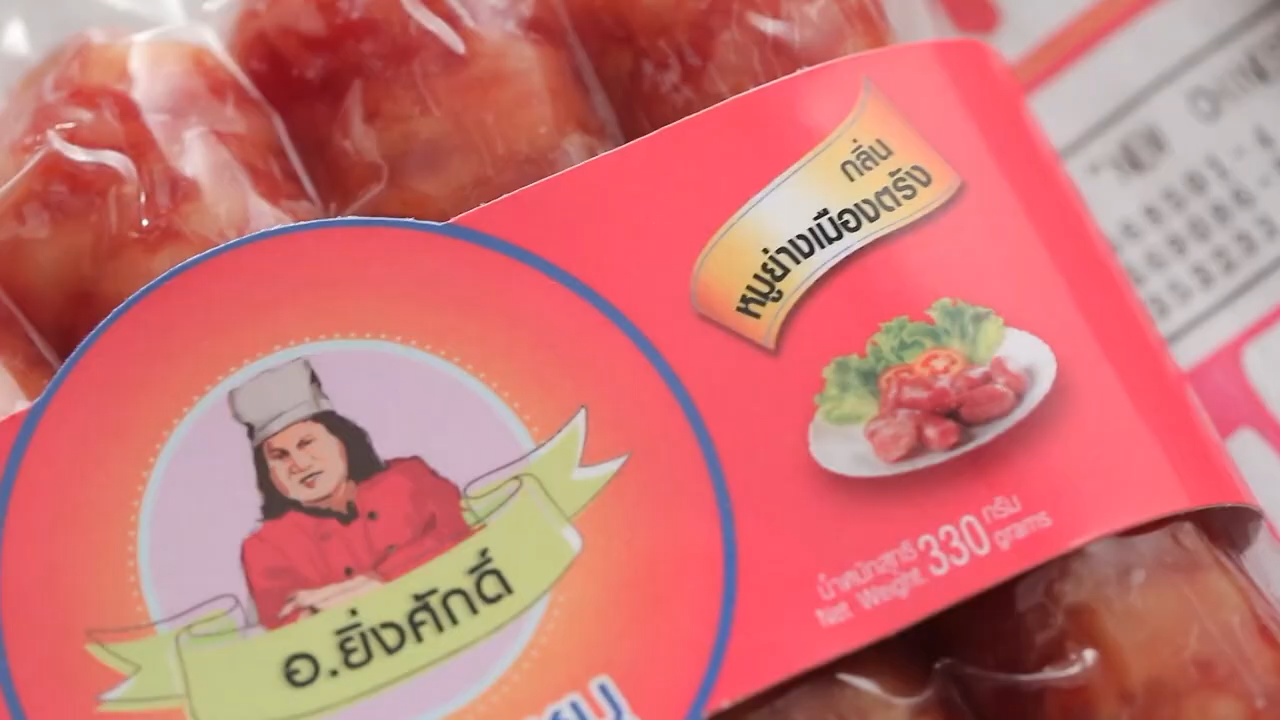 กลิ่น
หมูย่างเมืองตรัง
น้ำหนักสุทธิ 330 กรัม
Net Weight. grams
อ.ยิ่งศักดิ์